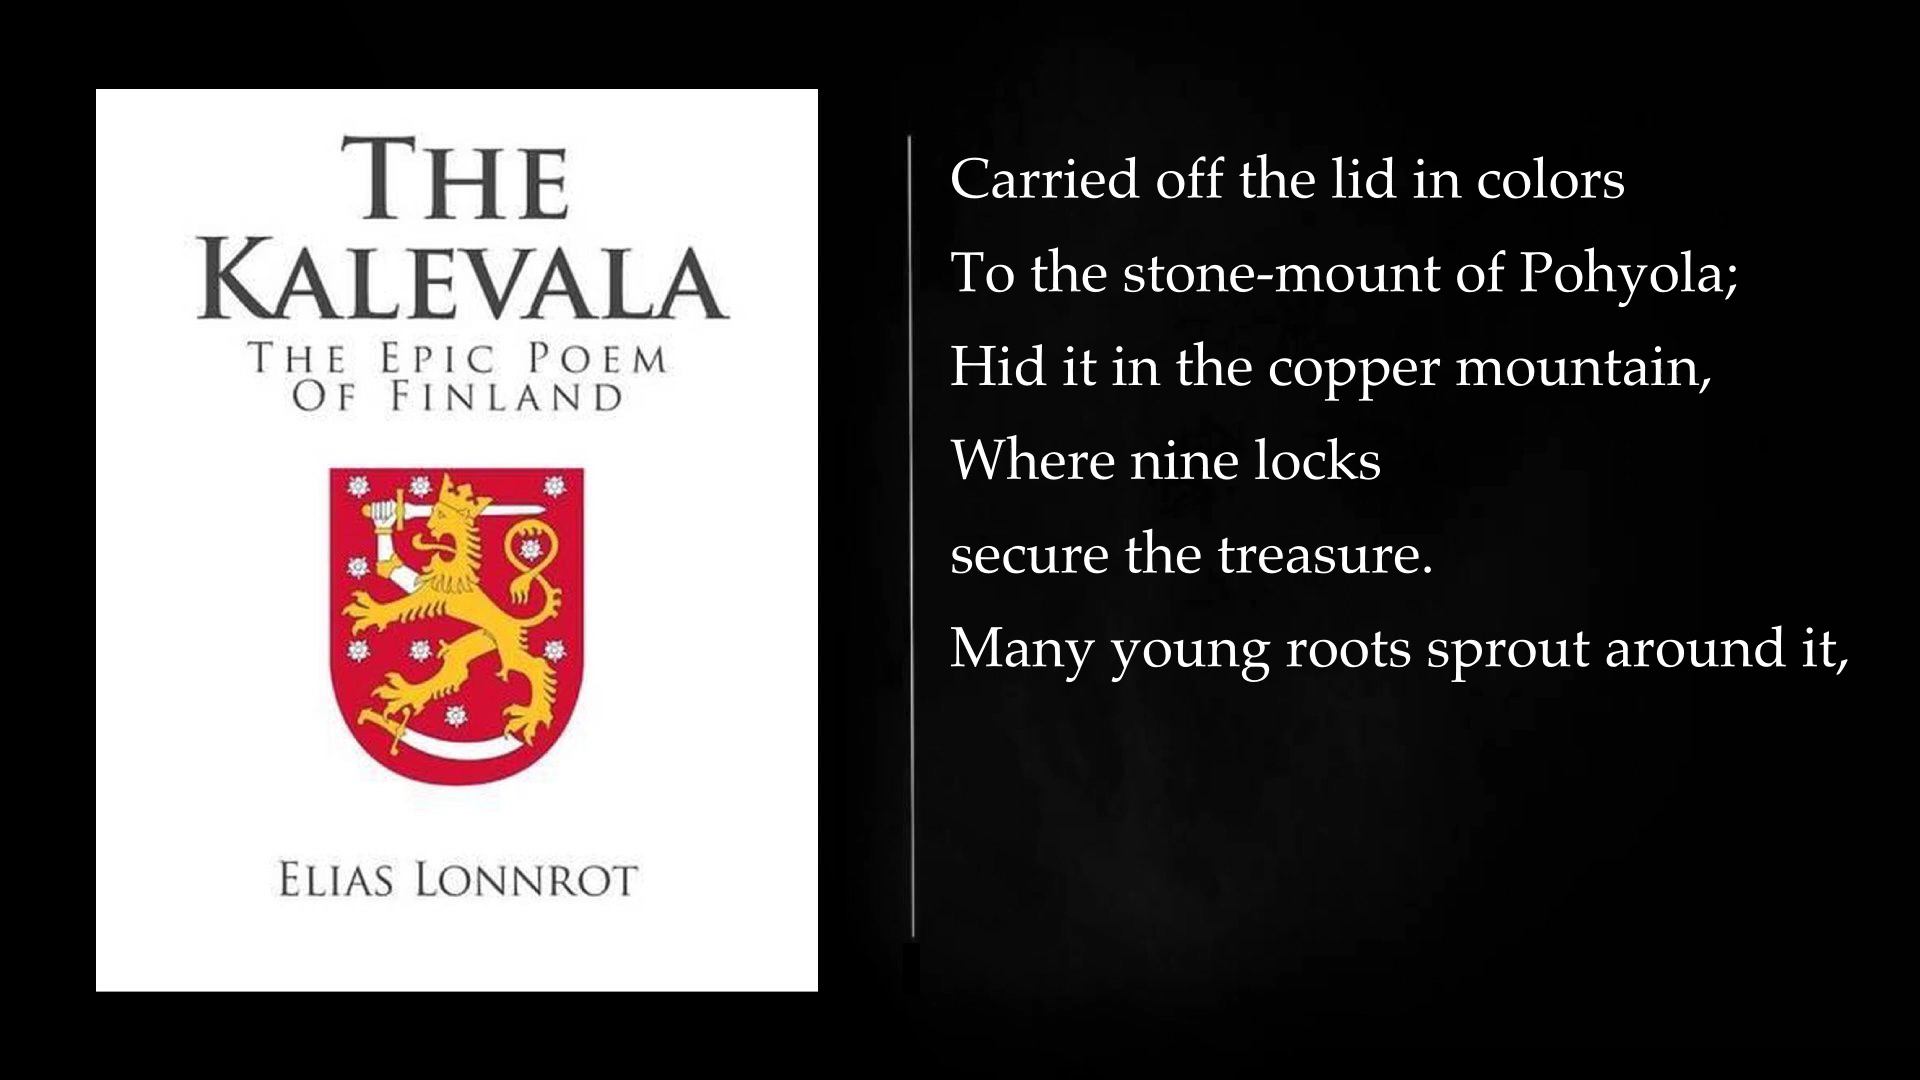 THE
KALEVALA
THE EPIC POEM
OF FINLAND
ELIAS LONNROT
Carried off the lid in colors
To the stone-mount of Pohyola;
Hid it in the copper mountain,
Where nine locks
secure the treasure.
Many young roots sprout around it,